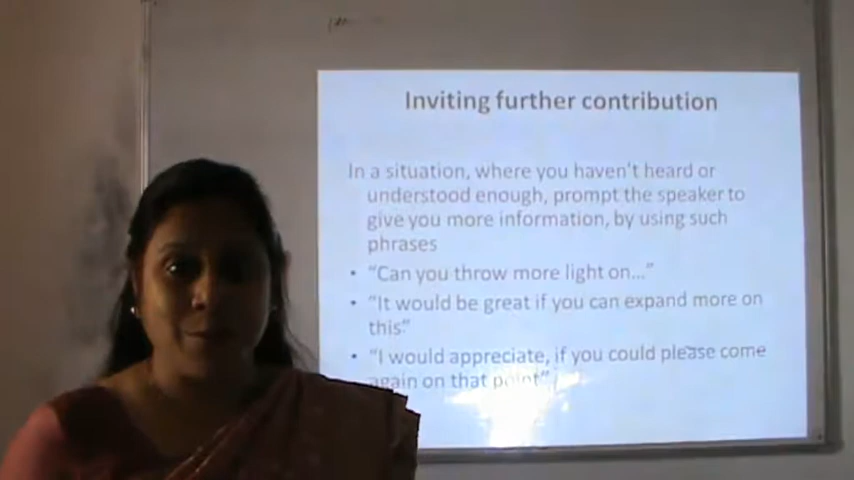 Inviting further contribution
In a situation, where you haven't heard or
understood enough, prompt the speaker to
give you more information, by using such
phrases
• "Can you throw more light on..."
• "It would be great if you can expand more on
this"
• "I would appreciate, if you could please come
again on that point"